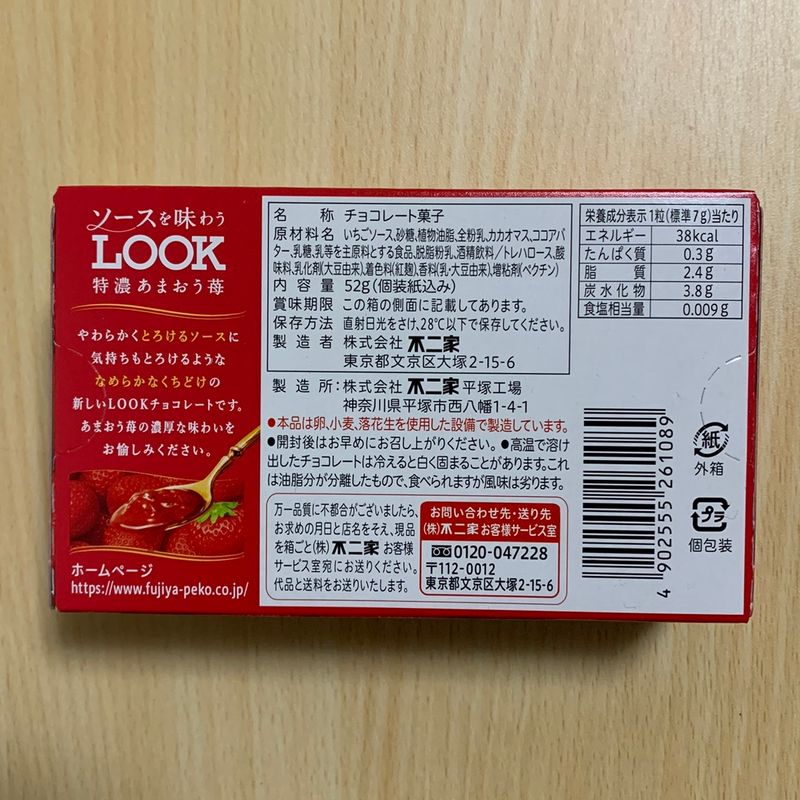 ソースを味わう
LOOK
特濃 あまおう苺
やわらかくとろけるソースに
気持ちもとろけるような
なめらかなくちどけの
新しいLOOKチョコレートです。
あまおう苺の濃厚な味わいを
お愉しみください。
ホームページ
https://www.fujiya-peko.co.jp/
名 称 チョコレート菓子
原材料名 いちごソース、砂糖、植物油脂、全粉乳、カカオマス、ココアバ
ター、乳糖、乳等を主原料とする食品、脱脂粉乳、酒精飲料／トレハロース、酸
味料、乳化剤(大豆由来)、着色料(紅麹)、香料(乳・大豆由来)、増粘剤(ペクチン)
内容量 52g(個装紙込み)
賞味期限 この箱の側面に記載してあります。
保存方法 直射日光をさけ、28℃以下で保存してください。
製造者 株式会社 不二家
東京都文京区大塚2-15-6
製造所:株式会社 不二家 平塚工場
神奈川県平塚市西八幡1-4-1
●本品は卵、小麦、落花生を使用した設備で製造しています。
●開封後はお早めにお召し上がりください。●高温で溶け
出したチョコレートは冷えると白く固まることがあります。これ
は油脂分が分離したもので、食べられますが風味は劣ります。
万一品質に不都合がございましたら、
お求めの月日と店名をそえ、現品
を箱ごと(株)不二家 お客様
サービス室宛にお送りください。
代品と送料をお送りいたします。
お問い合わせ先・送り先
(株)不二家 お客様サービス室
0120-047228
〒112-0012
東京都文京区大塚2-15-6
栄養成分表示1粒(標準7g)当たり
エネルギー 38kcal
たんぱく質 0.3g
脂質 2.4g
炭水化物 3.8g
食塩相当量 0.009g
4 902555 261089
紙
外箱
プラ
個包装